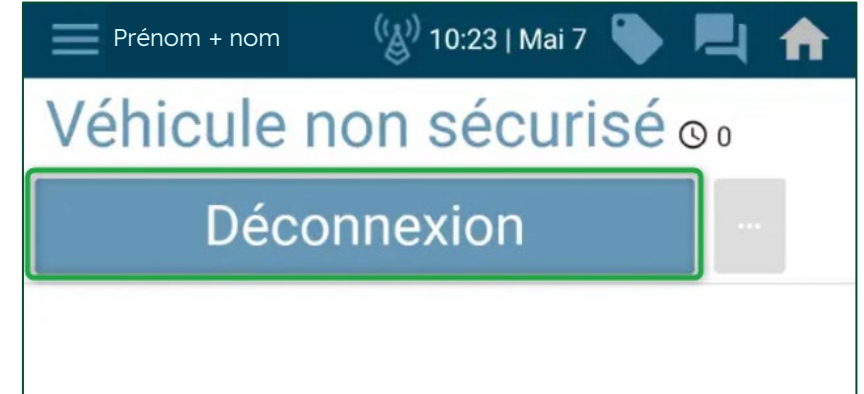 Prénom + nom 10:23 | Mai 7
Véhicule non sécurisé 0
Déconnexion ...